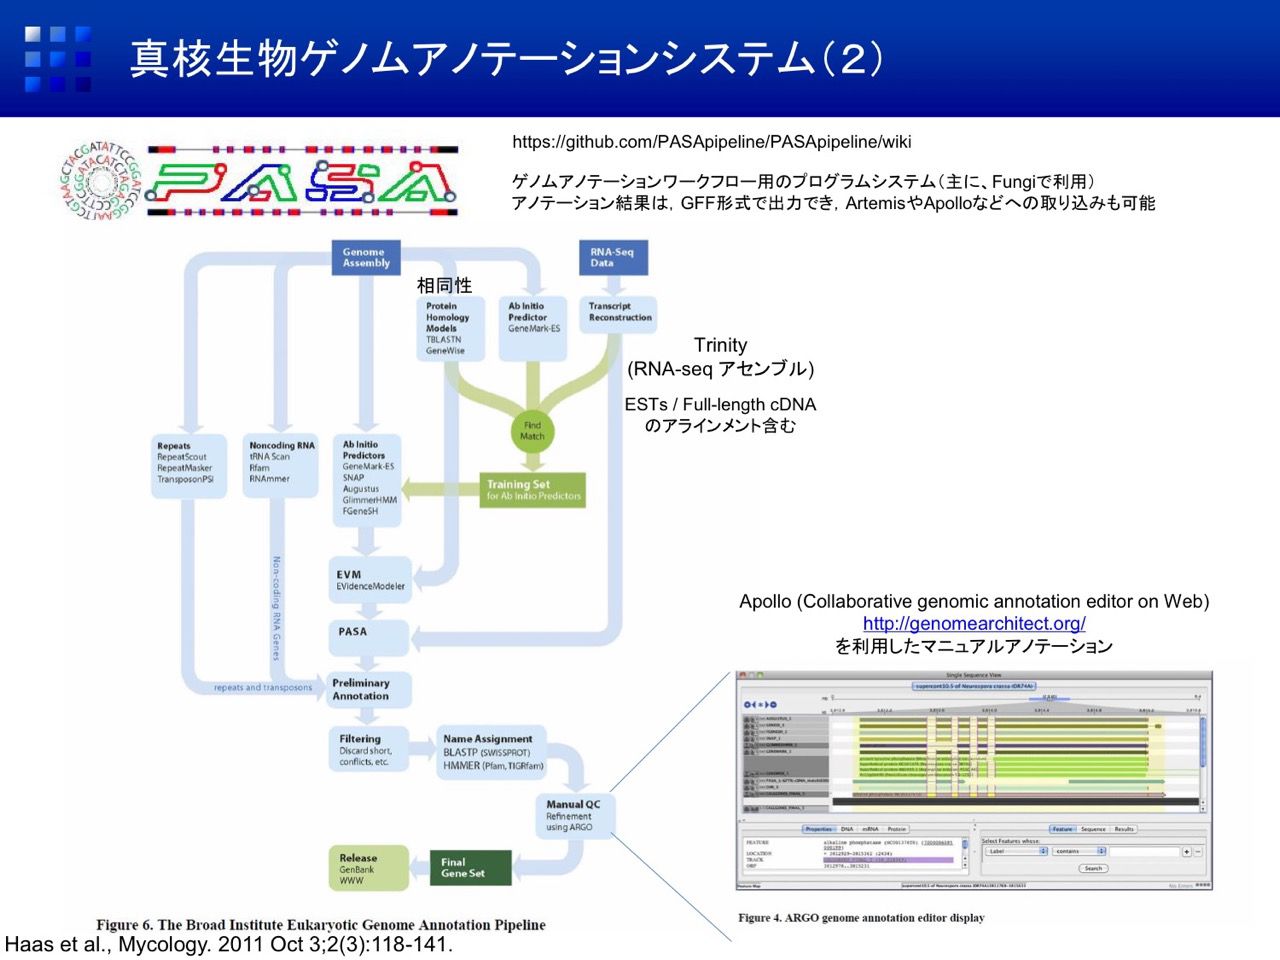 真核生物ゲノムアノテーションシステム（２）
PASA
https://github.com/PASApipeline/PASApipeline/wiki
ゲノムアノテーションワークフロー用のプログラムシステム（主に、Fungiで利用）
アノテーション結果は，GFF形式で出力でき，ArtemisやApolloなどへの取り込みも可能
Genome
Assembly
RNA-Seq
Data
相同性
Protein
Homology
Models
TBLASTN
GeneWise
Ab Initio
Predictor
GeneMark-ES
Transcript
Reconstruction
Trinity
(RNA-seq アセンブル)
ESTs / Full-length cDNA
のアラインメント含む
Find
Match
Training Set
for Ab Initio Predictors
Repeats
RepeatScout
RepeatMasker
TransposonPSI
Noncoding RNA
tRNA Scan
Rfam
RNAmmer
Ab Initio
Predictors
GeneMark-ES
SNAP
Augustus
GlimmerHMM
FGeneSH
Non-coding RNA Genes
EVM
EVidenceModeler
PASA
repeats and transposons
Preliminary
Annotation
Filtering
Discard short,
conflicts, etc.
Name Assignment
BLASTP (SWISSPROT)
HMMER (Pfam, TIGRfam)
Manual QC
Refinement
using ARGO
Final
Gene Set
Release
GenBank
WWW
Apollo (Collaborative genomic annotation editor on Web)
http://genomearchitect.org/
を利用したマニュアルアノテーション
Single Sequence View
supercont10.5 of Neurospora crassa (OR74A)
Properties DNA mRNA Protein
Feature Sequence Results
FEATURE
LOCATION
TRACK
ORF
Select Features whose:
Label contains
Search
Feature Map
Figure 4. ARGO genome annotation editor display
Figure 6. The Broad Institute Eukaryotic Genome Annotation Pipeline
Haas et al., Mycology. 2011 Oct 3;2(3):118-141.